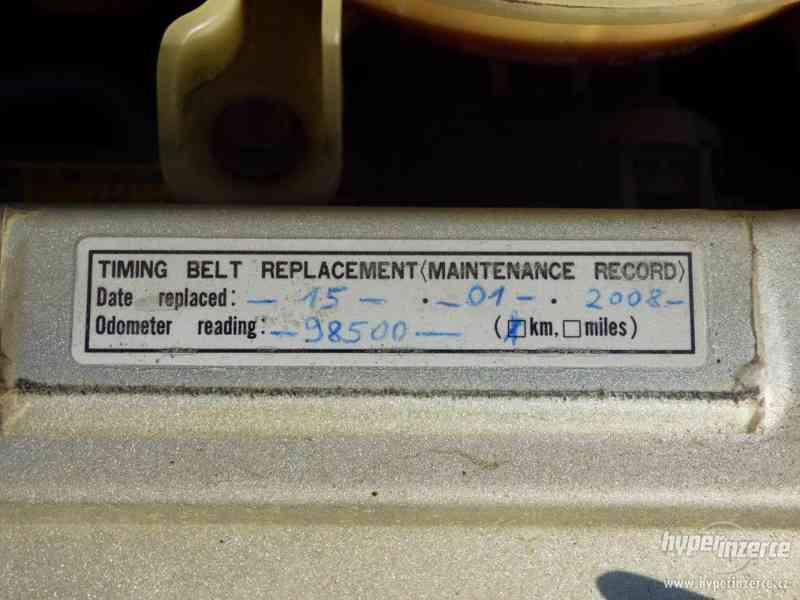 TIMING BELT REPLACEMENT (MAINTENANCE RECORD)
Date replaced: - 15 - . - 01 - . 2008 -
Odometer reading: - 98500 - (☑km, ☐miles)
hyperinzerce
www.hyperinzerce.cz